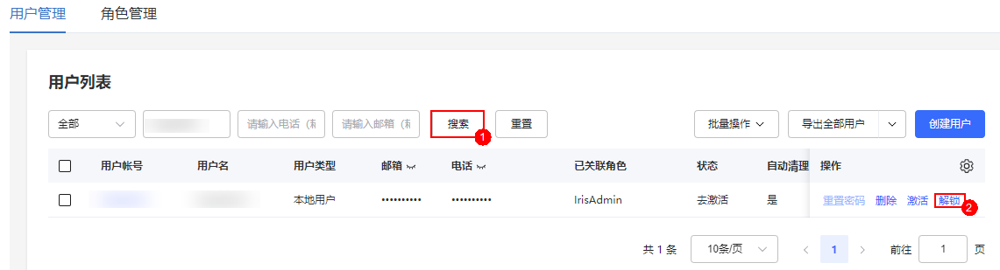 用户管理 角色管理
用户列表
全部 请输入电话（精 请输入邮箱（精 搜索 重置 批量操作 导出全部用户 创建用户
1
用户帐号 用户名 用户类型 邮箱 电话 已关联角色 状态 自动清理 操作
本地用户 •••••••••• •••••••••• IrisAdmin 去激活 是 重置密码 删除 激活 解锁
2
共 1 条 10条/页 < 1 > 前往 1 页